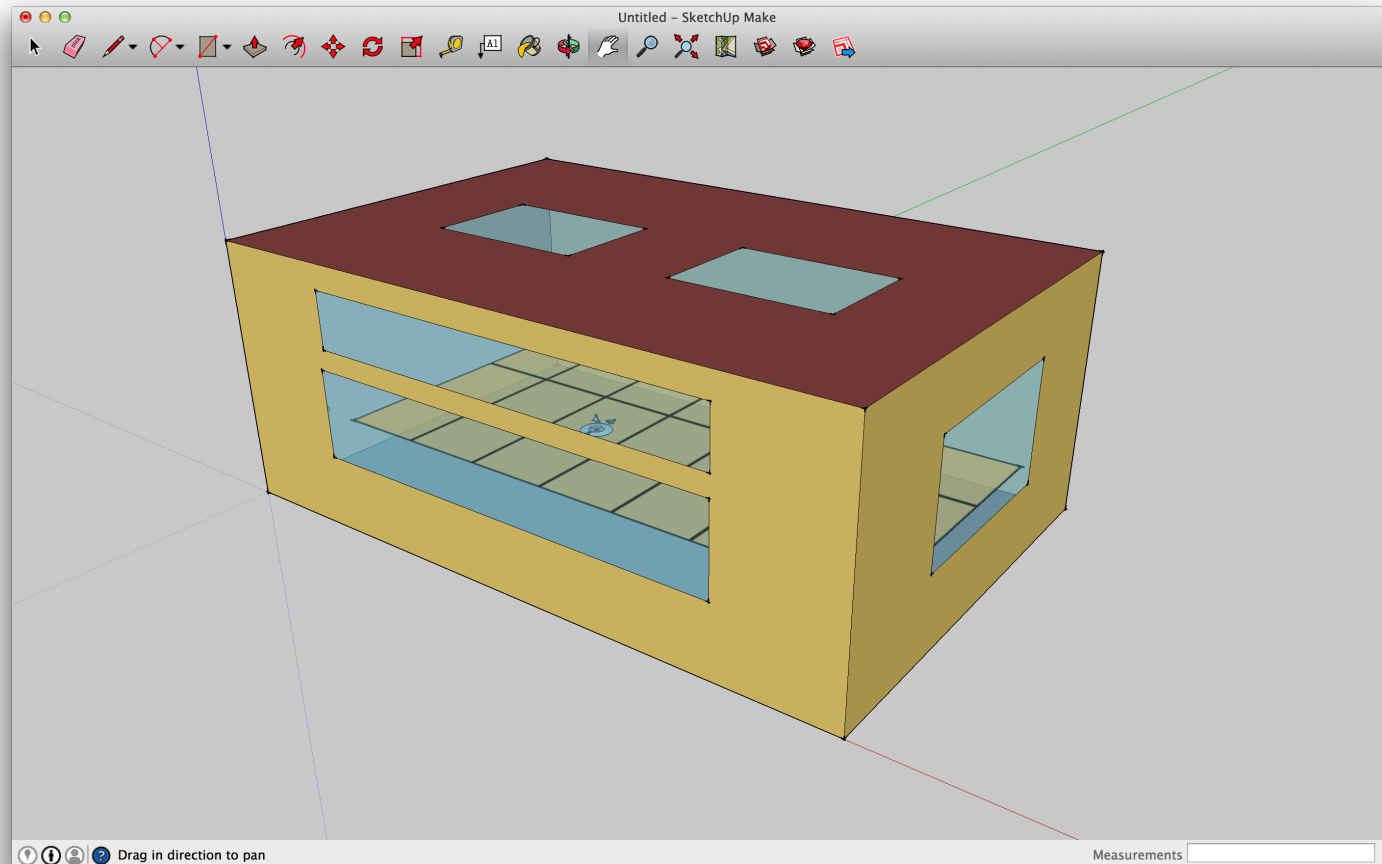 Untitled – SketchUp Make
A1
Drag in direction to pan
Measurements